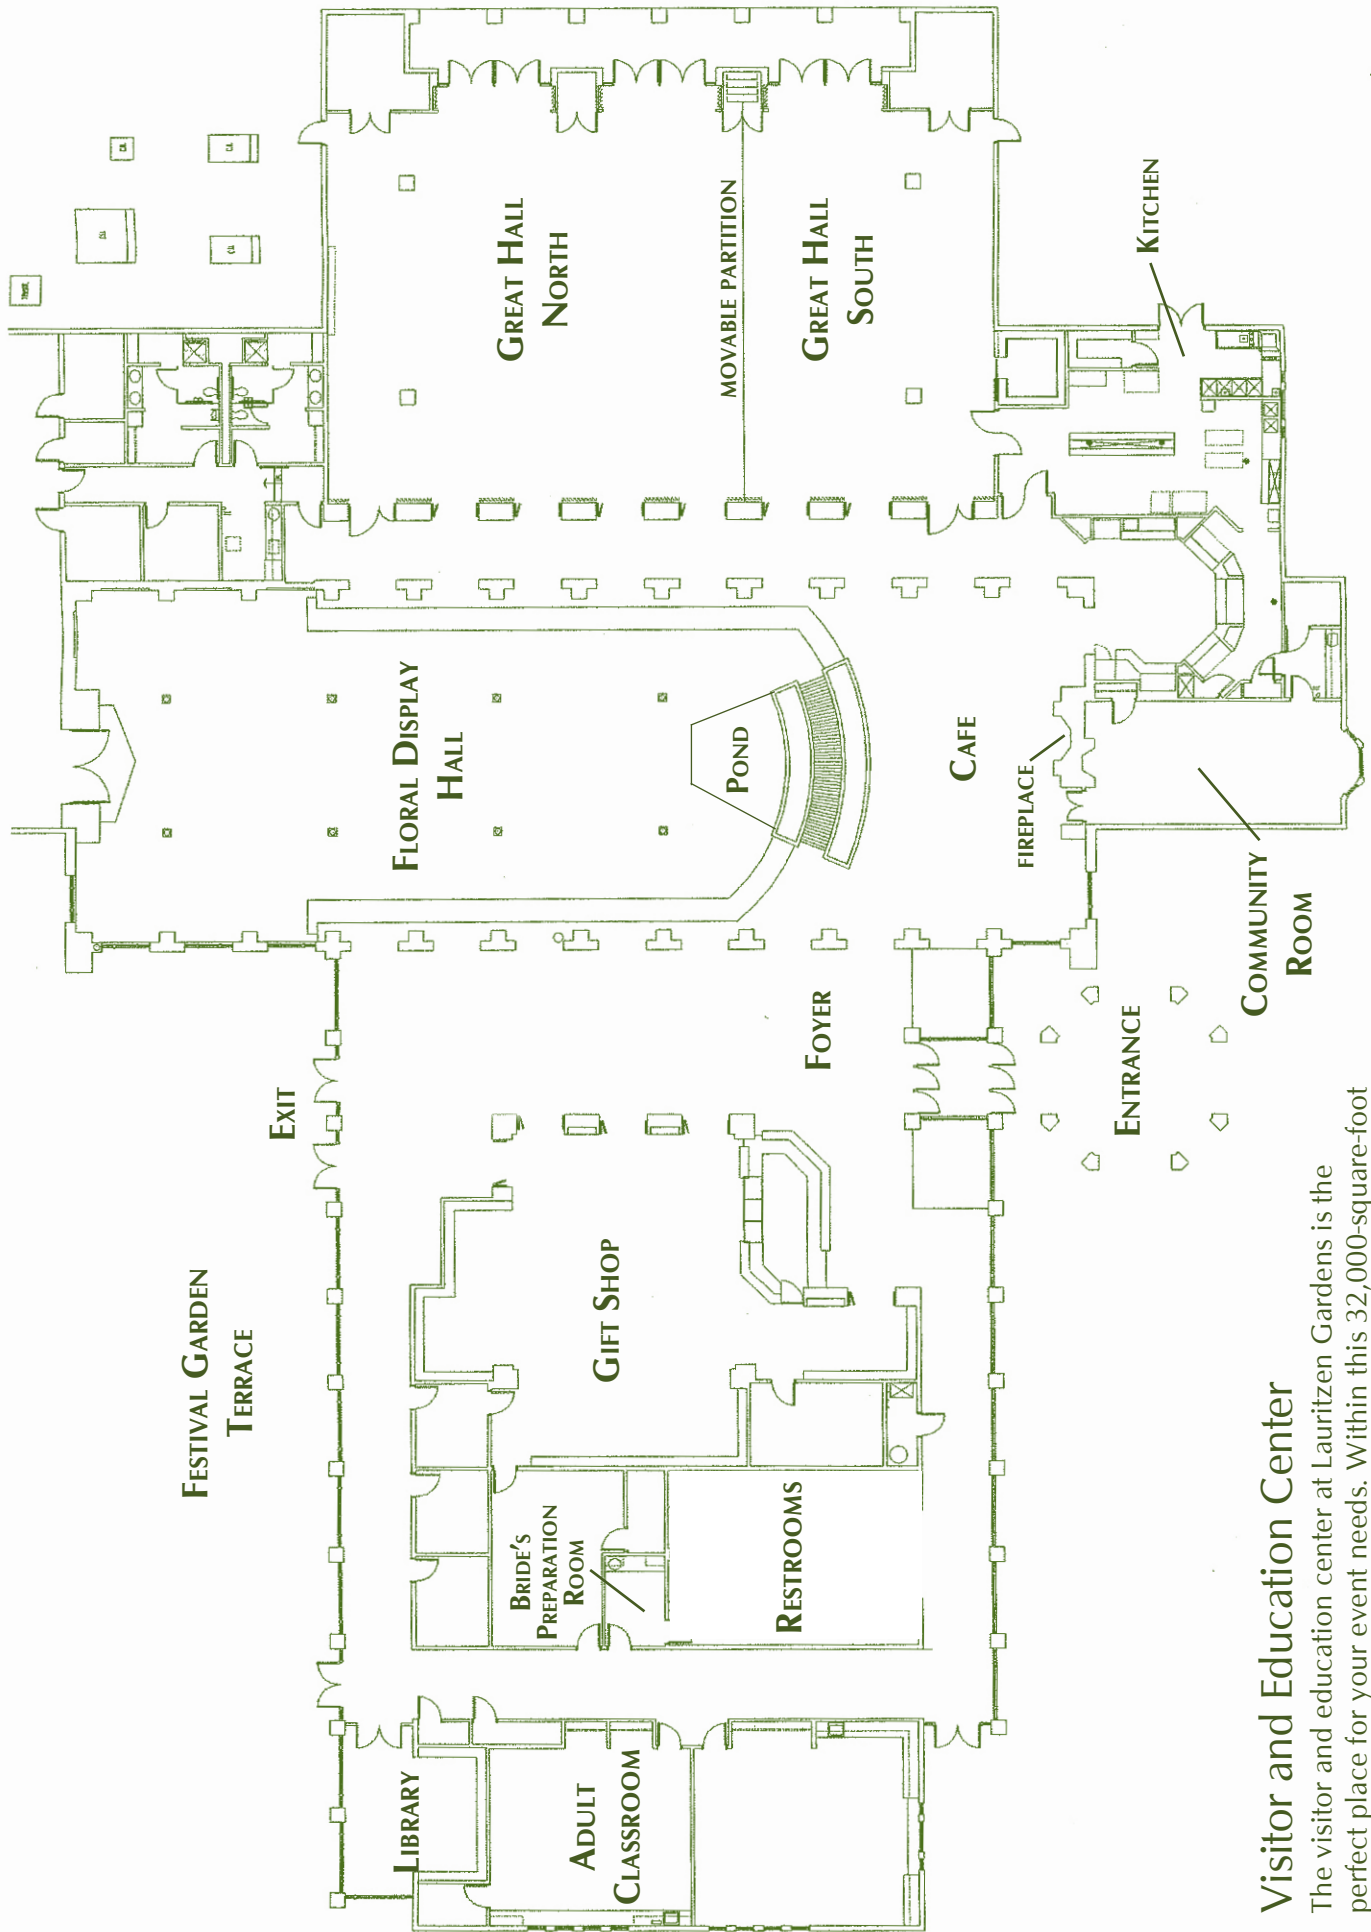 FESTIVAL GARDEN
TERRACE
EXIT
LIBRARY
FLORAL DISPLAY
HALL
GREAT HALL
NORTH
BRIDE'S
PREPARATION
ROOM
ADULT
CLASSROOM
GIFT SHOP
MOVABLE PARTITION
POND
RESTROOMS
FOYER
GREAT HALL
SOUTH
CAFE
FIREPLACE
ENTRANCE
KITCHEN
COMMUNITY
ROOM
Visitor and Education Center
The visitor and education center at Lauritzen Gardens is the
perfect place for your event needs. Within this 32,000-square-foot